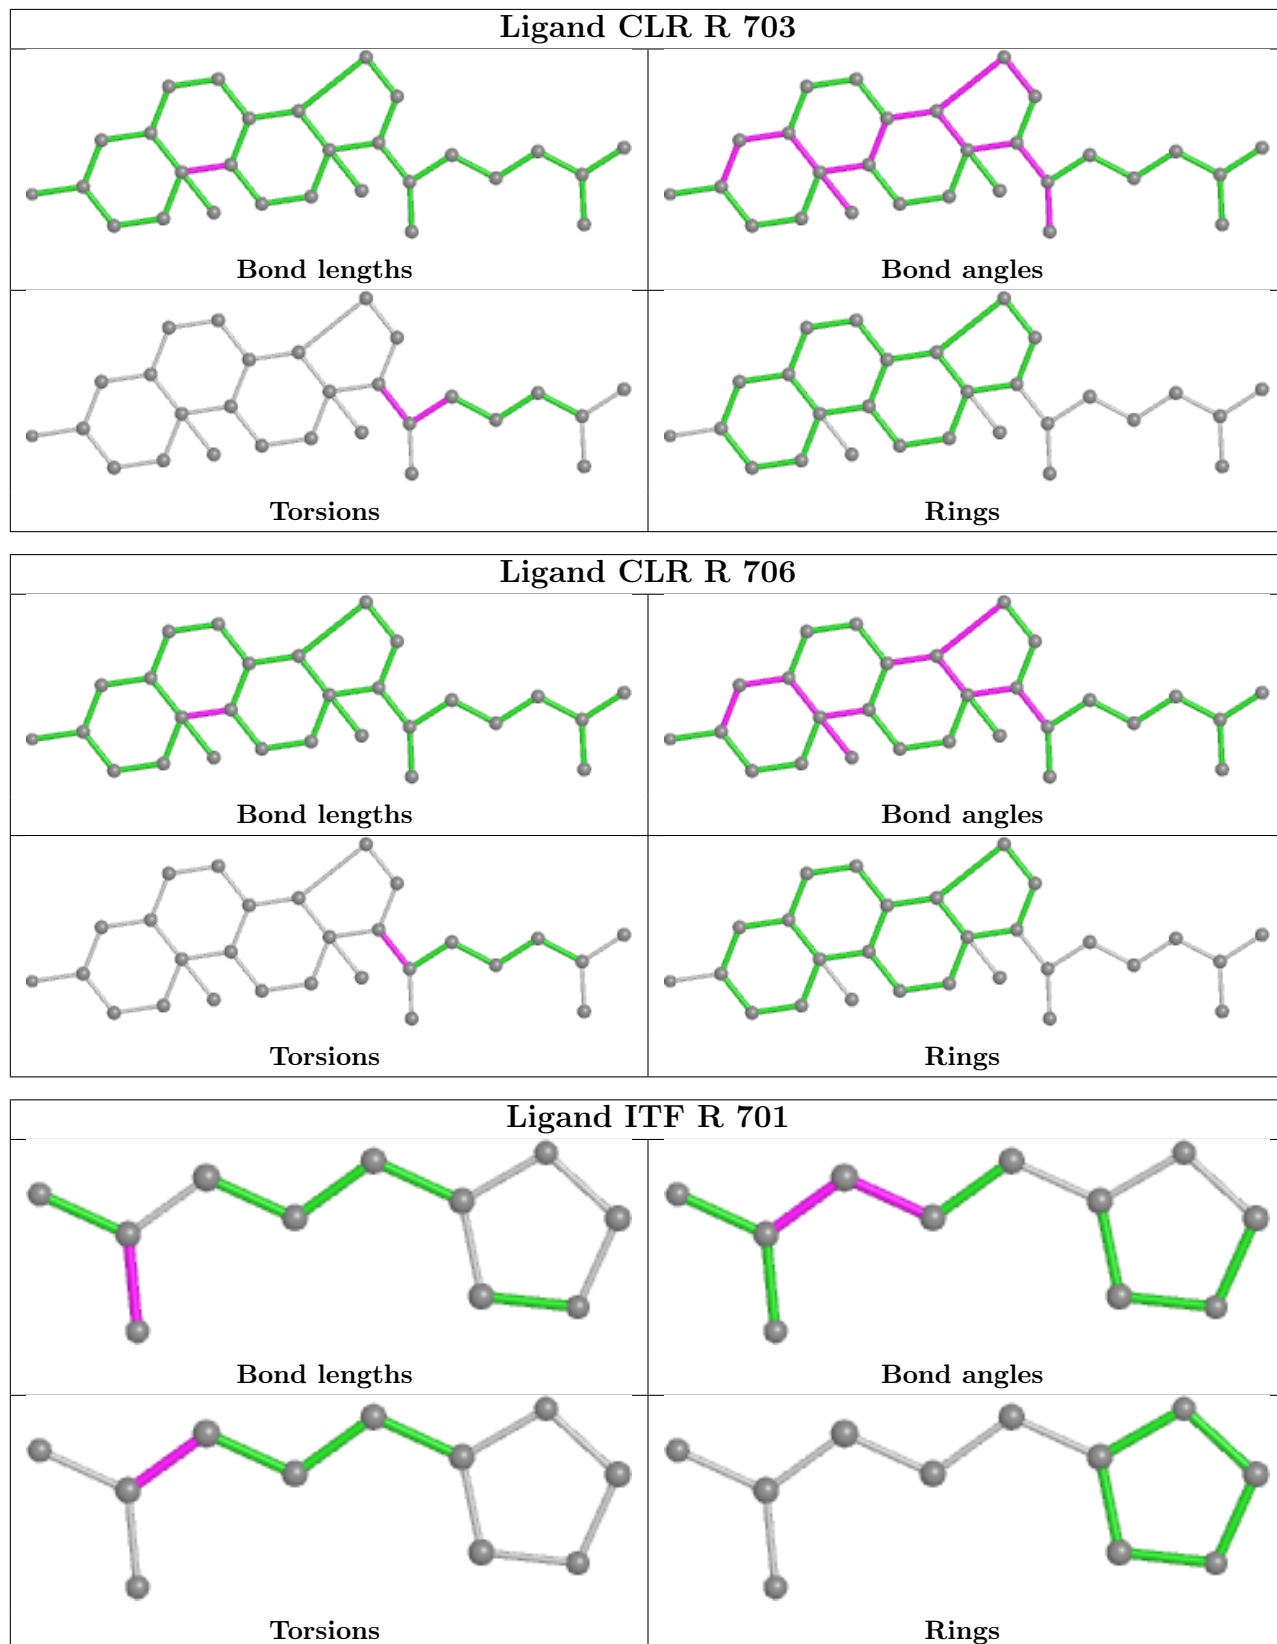 Ligand CLR R 703
Bond lengths
Bond angles
Torsions
Rings
Ligand CLR R 706
Bond lengths
Bond angles
Torsions
Rings
Ligand ITF R 701
Bond lengths
Bond angles
Torsions
Rings